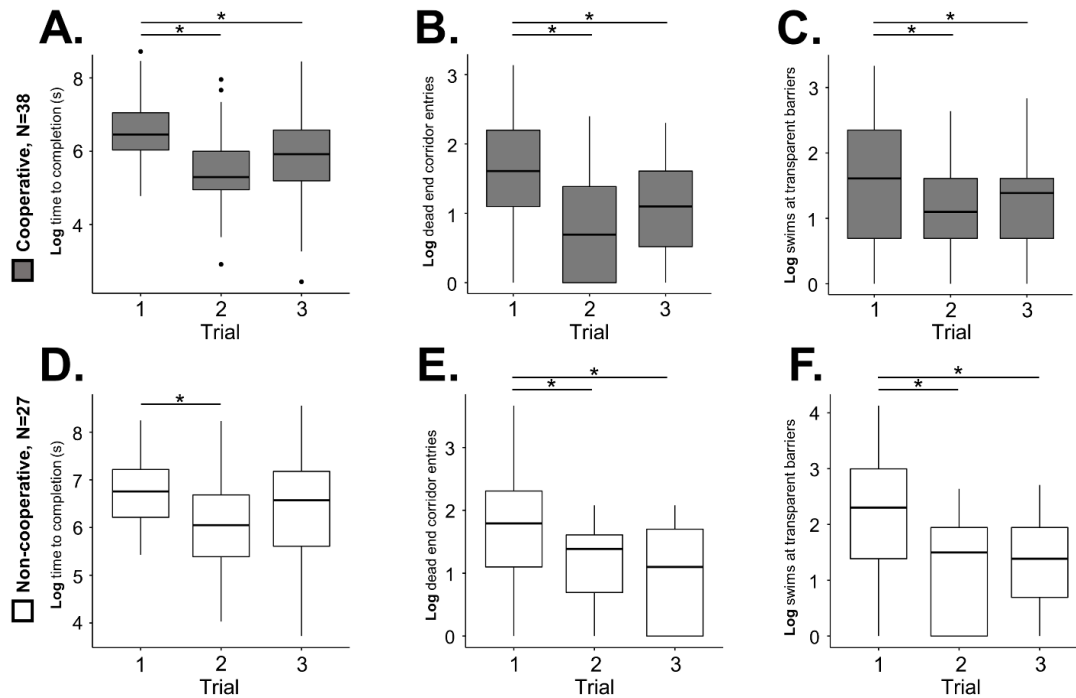 A.
B.
C.
*
*
*
*
*
*
Cooperative, N=38
Log time to completion (s)
8
6
4
1
2
3
Trial
Log dead end corridor entries
3
2
1
0
1
2
3
Trial
Log swims at transparent barriers
3
2
1
0
1
2
3
Trial
D.
E.
F.
*
*
*
*
*
Non-cooperative, N=27
Log time to completion (s)
8
7
6
5
4
1
2
3
Trial
Log dead end corridor entries
3
2
1
0
1
2
3
Trial
Log swims at transparent barriers
4
3
2
1
0
1
2
3
Trial